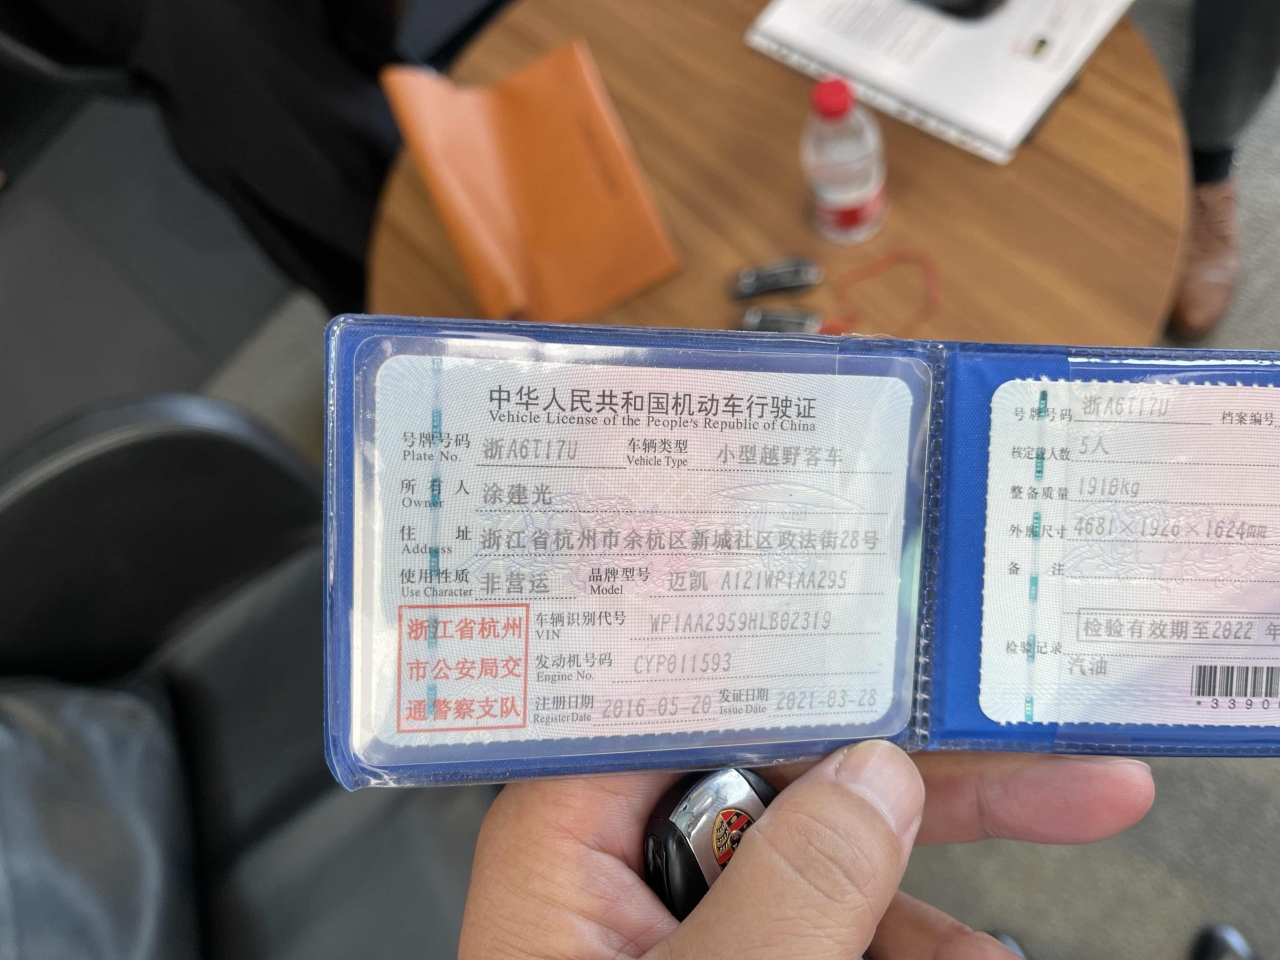 中华人民共和国机动车行驶证
Vehicle License of the People's Republic of China
号牌号码 浙A6T17U 车辆类型 小型越野客车
Plate No. Vehicle Type
所有人 涂建光
Owner
住址 浙江省杭州市余杭区新城社区政法街28号
Address
使用性质 非营运 品牌型号 迈凯 A121WP1AA295
Use Character Model
浙江省杭州
市公安局交
通警察支队
车辆识别代号 WP1AA2959HLB02319
VIN
发动机号码 CYP011593
Engine No.
注册日期 2016-05-20 发证日期 2021-03-28
Register Date Issue Date
号牌号码 浙A6T17U 档案编号
核定载人数 5人
整备质量 1910kg
外廓尺寸 4681×1926×1624mm
备注
检验有效期至2022年
检验记录
汽油
*3390